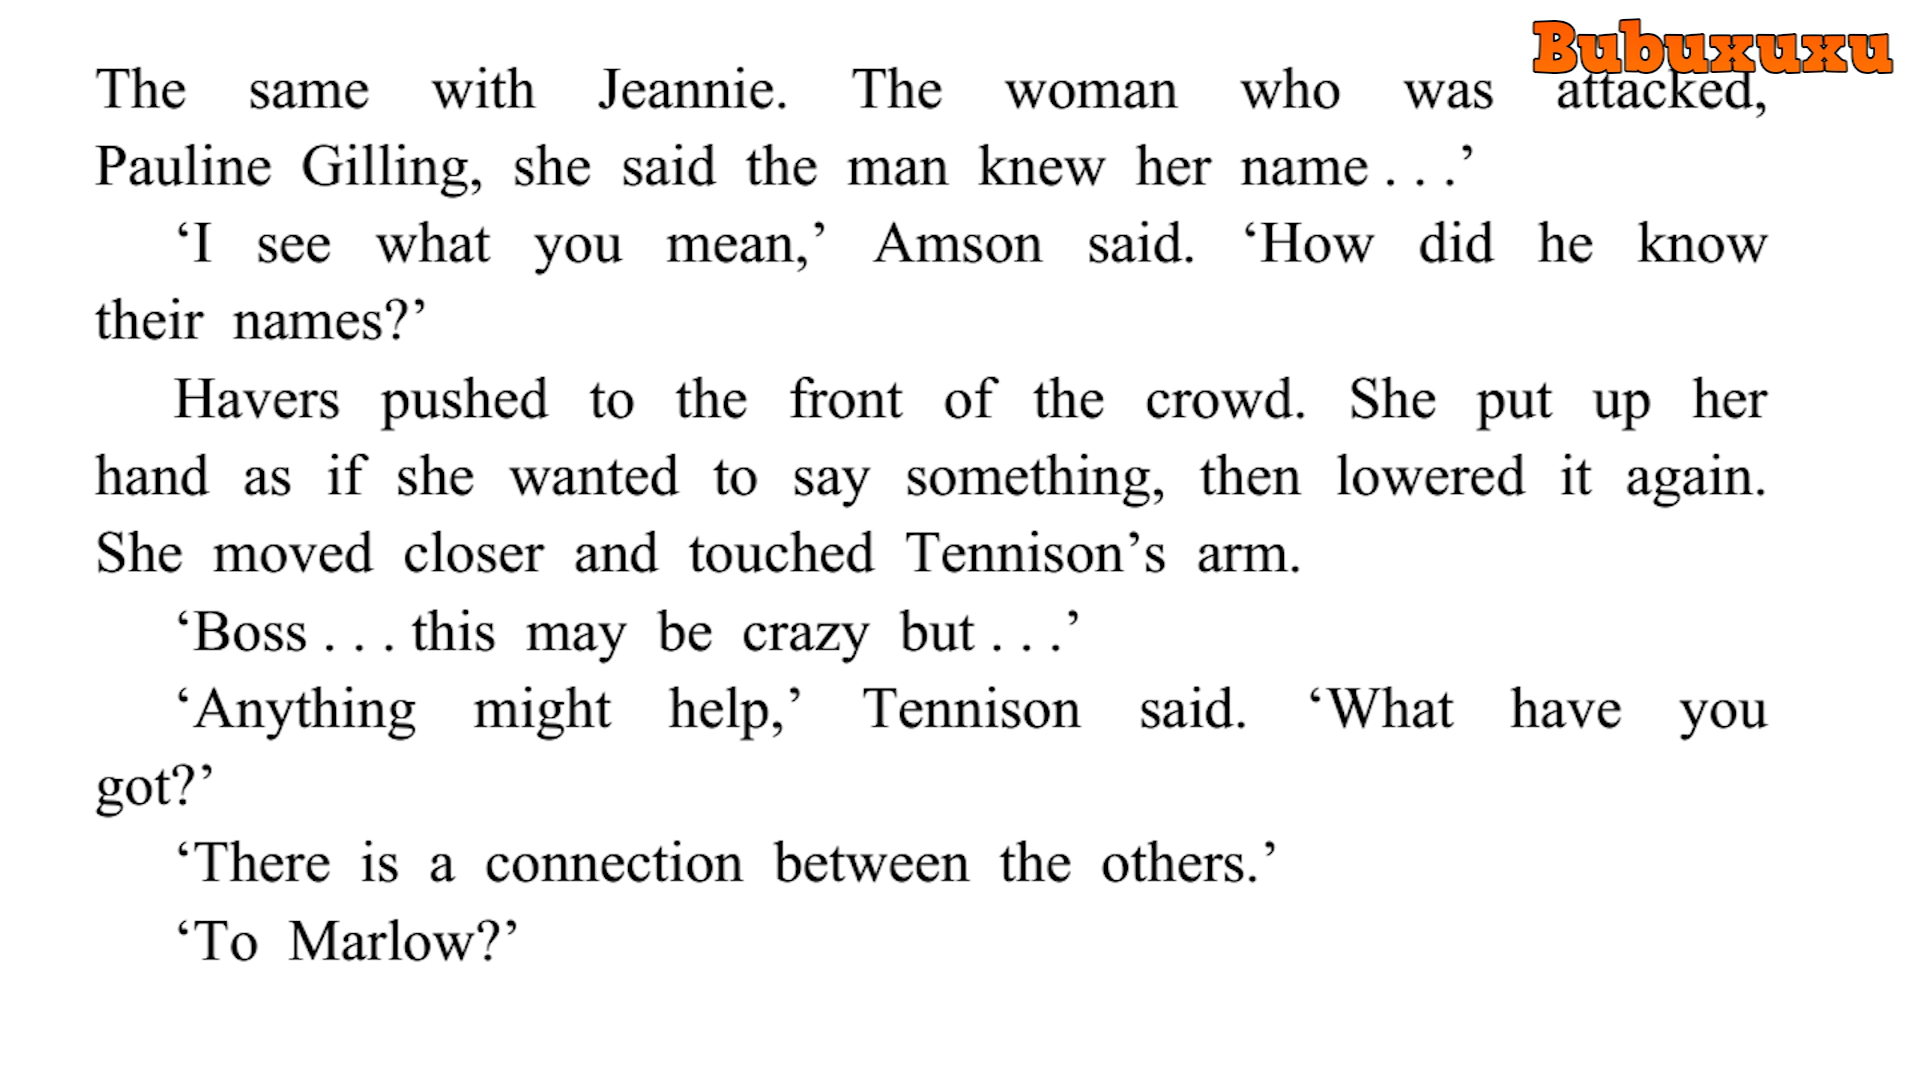 Bubuxuxu
The same with Jeannie. The woman who was attacked,
Pauline Gilling, she said the man knew her name . . .’
‘I see what you mean,’ Amson said. ‘How did he know
their names?’
Havers pushed to the front of the crowd. She put up her
hand as if she wanted to say something, then lowered it again.
She moved closer and touched Tennison’s arm.
‘Boss . . . this may be crazy but . . .’
‘Anything might help,’ Tennison said. ‘What have you
got?’
‘There is a connection between the others.’
‘To Marlow?’